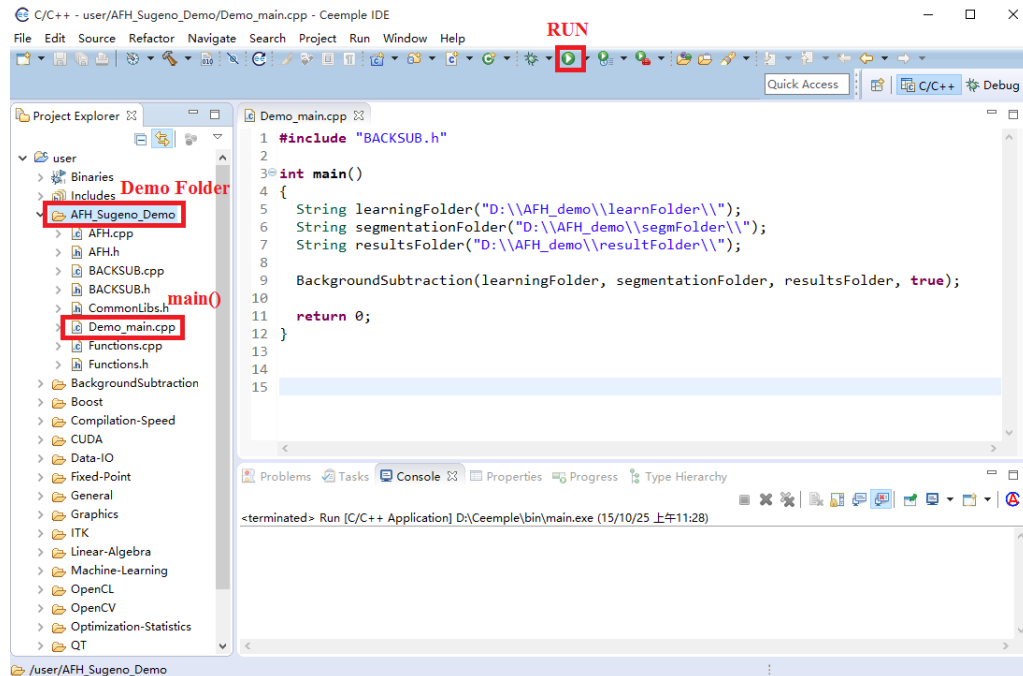 C/C++ - user/AFH_Sugeno_Demo/Demo_main.cpp - Ceemple IDE
RUN
File Edit Source Refactor Navigate Search Project Run Window Help
Quick Access
C/C++
Debug
Project Explorer
user
Binaries
Demo Folder
Includes
AFH_Sugeno_Demo
AFH.cpp
AFH.h
BACKSUB.cpp
BACKSUB.h
main()
CommonLibs.h
Demo_main.cpp
Functions.cpp
Functions.h
BackgroundSubtraction
Boost
Compilation-Speed
CUDA
Data-IO
Fixed-Point
General
Graphics
ITK
Linear-Algebra
Machine-Learning
OpenCL
OpenCV
Optimization-Statistics
QT
Demo_main.cpp
1 #include "BACKSUB.h"
2
3 int main()
4 {
5 String learningFolder("D:\\AFH_demo\\learnFolder\\");
6 String segmentationFolder("D:\\AFH_demo\\segmFolder\\");
7 String resultsFolder("D:\\AFH_demo\\resultFolder\\");
8
9 BackgroundSubtraction(learningFolder, segmentationFolder, resultsFolder, true);
10
11 return 0;
12 }
13
14
15
Problems Tasks Console Properties Progress Type Hierarchy
<terminated> Run [C/C++ Application] D:\Ceemple\bin\main.exe (15/10/25 上午11:28)
/user/AFH_Sugeno_Demo